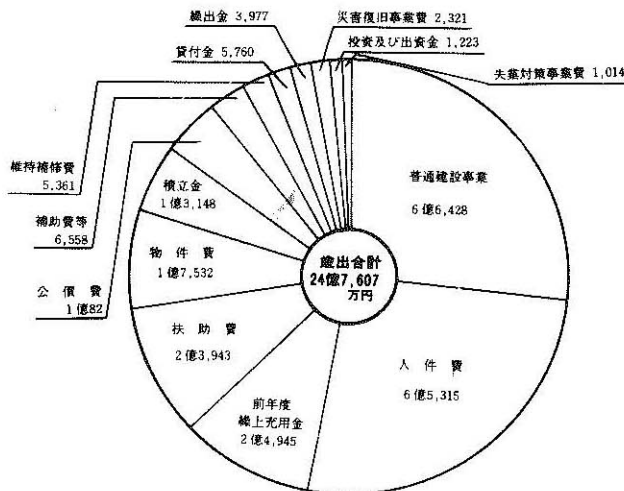 繰出金 3,977
災害復旧事業費 2,321
投資及び出資金 1,223
貸付金 5,760
失業対策事業費 1,014
維持補修費
5,361
補助費等
6,558
公債費
1億82
積立金
1億3,148
物件費
1億7,532
扶助費
2億3,943
前年度
繰上充用金
2億4,945
人件費
6億5,315
普通建設事業
6億6,428
歳出合計
24億7,607
万円